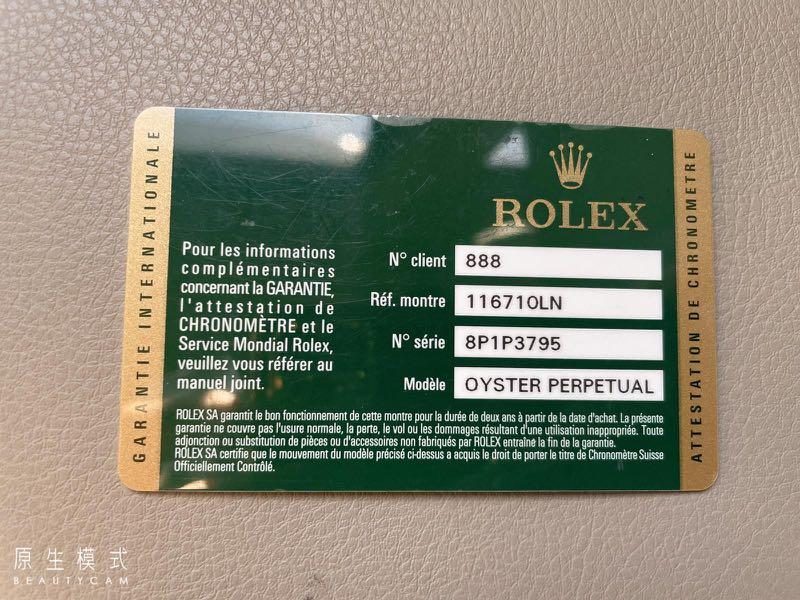 GARANTIE INTERNATIONALE
ROLEX
Pour les informations
complémentaires
concernant la GARANTIE,
l'attestation de
CHRONOMÈTRE et le
Service Mondial Rolex,
veuillez vous référer au
manuel joint.
N° client 888
Réf. montre 116710LN
N° série 8P1P3795
Modèle OYSTER PERPETUAL
ROLEX SA garantit le bon fonctionnement de cette montre pour la durée de deux ans à partir de la date d'achat. La présente
garantie ne couvre pas l'usure normale, la perte, le vol ou les dommages résultant d'une utilisation inappropriée. Toute
adjonction ou substitution de pièces ou d'accessoires non fabriqués par ROLEX entraîne la fin de la garantie.
ROLEX SA certifie que le mouvement du modèle précisé ci-dessus a acquis le droit de porter le titre de Chronomètre Suisse
Officiellement Contrôlé.
ATTESTATION DE CHRONOMETRE
原生模式
BEAUTYCAM